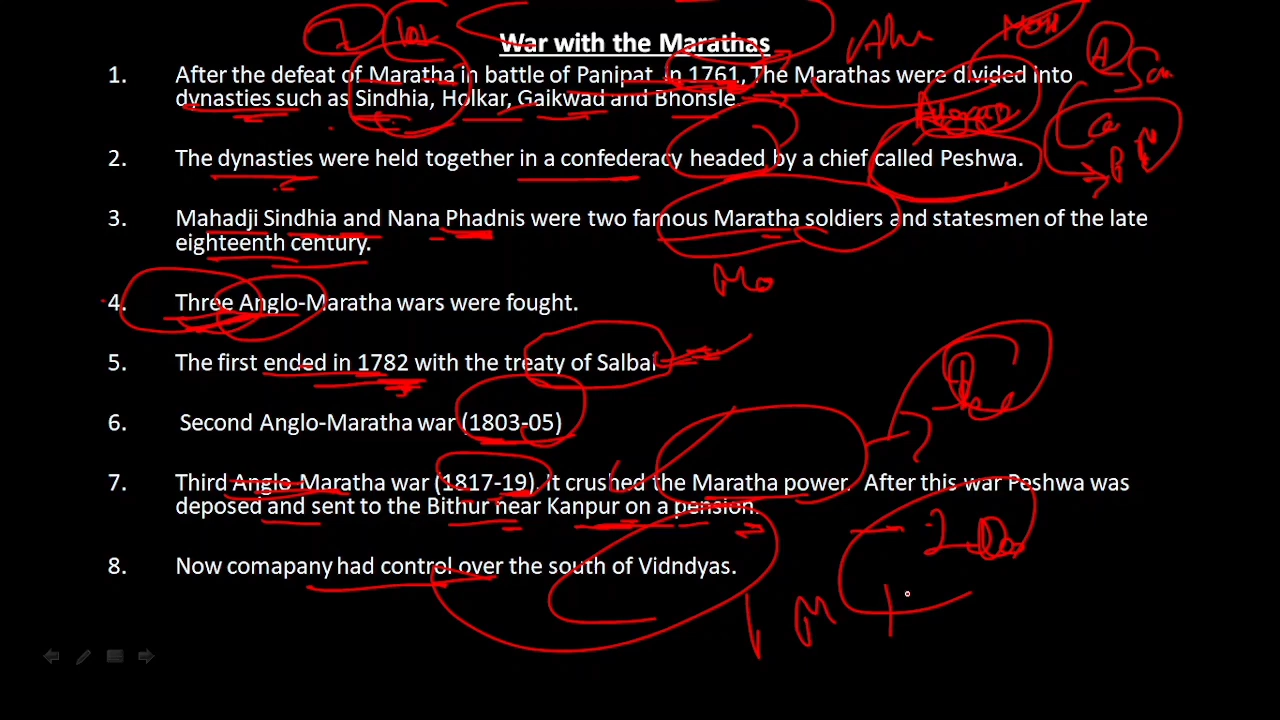 War with the Marathas
1. After the defeat of Maratha in battle of Panipat in 1761, The Marathas were divided into
dynasties such as Sindhia, Holkar, Gaikwad and Bhonsle.
2. The dynasties were held together in a confederacy headed by a chief called Peshwa.
3. Mahadji Sindhia and Nana Phadnis were two famous Maratha soldiers and statesmen of the late
eighteenth century.
4. Three Anglo-Maratha wars were fought.
5. The first ended in 1782 with the treaty of Salbai
6. Second Anglo-Maratha war (1803-05)
7. Third Anglo-Maratha war (1817-19). It crushed the Maratha power. After this war Peshwa was
deposed and sent to the Bithur near Kanpur on a pension.
8. Now comapany had control over the south of Vidndyas.